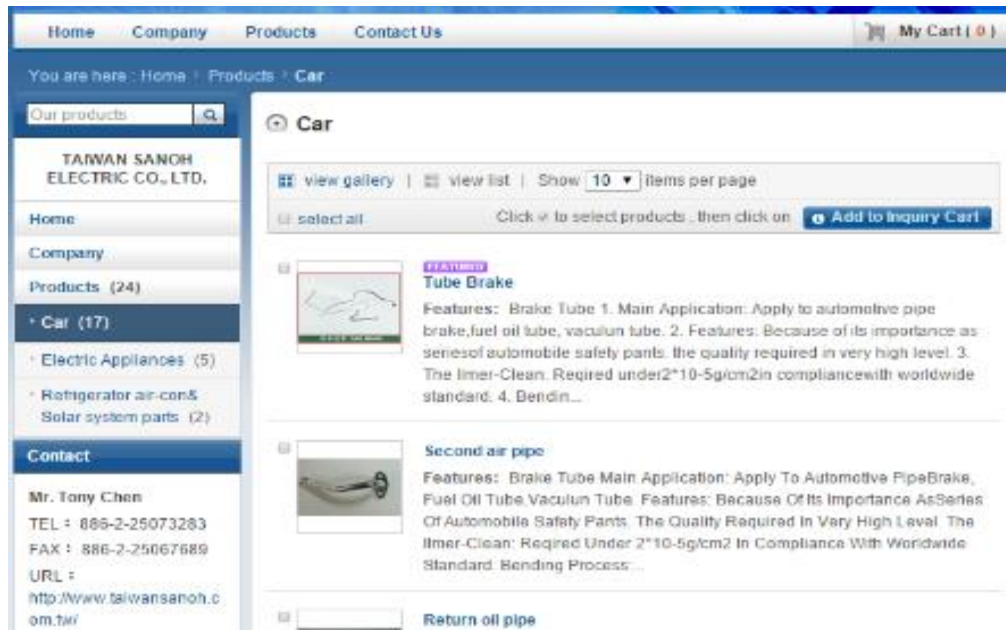 Home Company Products Contact Us My Cart ( 0 )
You are here : Home Products Car
Our products
TAIWAN SANOH
ELECTRIC CO., LTD.
Home
Company
Products (24)
Car (17)
Electric Appliances (5)
Refrigerator air-con&
Solar system parts (2)
Contact
Mr. Tony Chen
TEL : 886-2-25073283
FAX : 886-2-25067689
URL :
http://www.taiwansanoh.c
om.tw/
Car
view gallery | view list | Show 10 items per page
select all Click to select products , then click on Add to Inquiry Cart
FEATURED
Tube Brake
Features: Brake Tube 1. Main Application: Apply to automotive pipe
brake,fuel oil tube, vaculun tube. 2. Features: Because of its importance as
seriesof automobile safety pants. the quality required in very high level. 3.
The Ilmer-Clean: Reqired under2*10-5g/cm2in compliancewith worldwide
standard. 4. Bendin...
Second air pipe
Features: Brake Tube Main Application: Apply To Automotive PipeBrake,
Fuel Oil Tube,Vaculun Tube. Features: Because Of Its Importance AsSeries
Of Automobile Safety Pants. The Quality Required In Very High Level. The
Ilmer-Clean: Reqired Under 2*10-5g/cm2 In Compliance With Worldwide
Standard. Bending Process:...
Return oil pipe